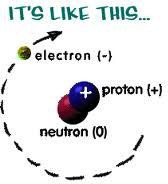 IT'S LIKE THIS...
electron (-)
proton (+)
+
neutron (0)